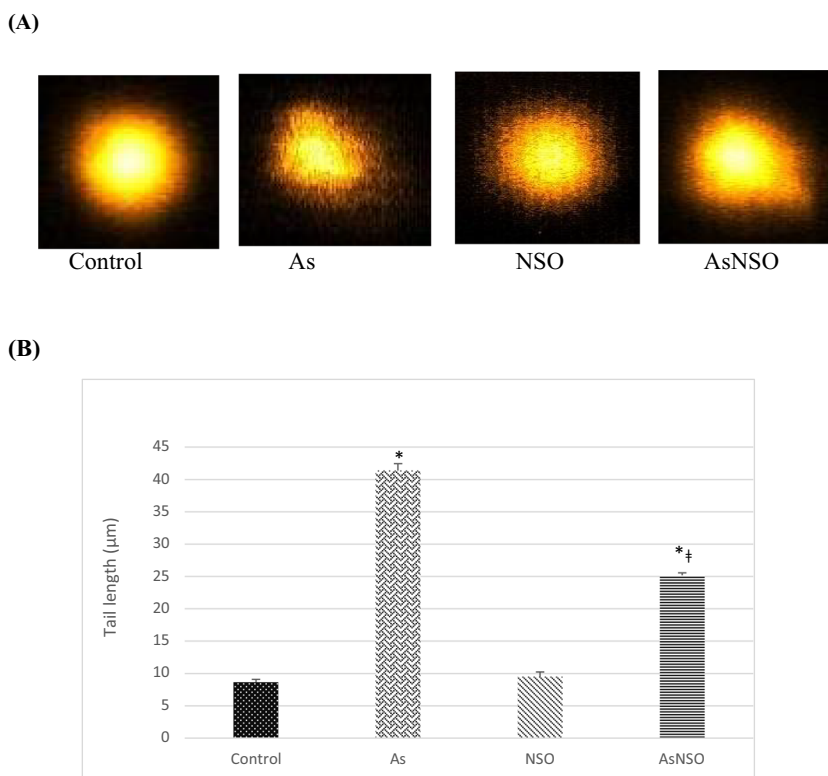 (A)
Control As NSO AsNSO
(B)
45
40
35
30
25
20
15
10
5
0
Tail length (µm)
*
* ǂ
Control As NSO AsNSO